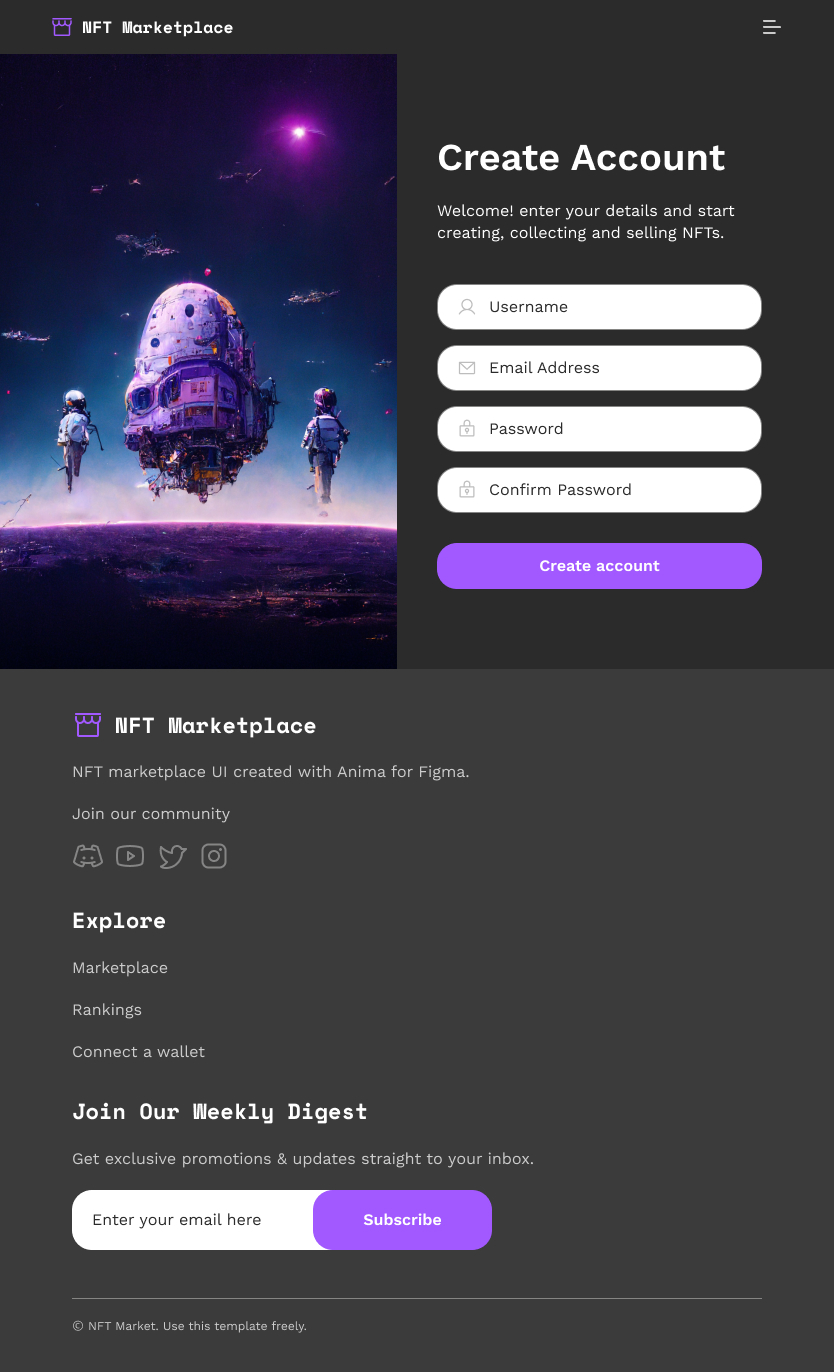 NFT Marketplace
Create Account
Welcome! enter your details and start
creating, collecting and selling NFTs.
Username
Email Address
Password
Confirm Password
Create account
NFT Marketplace
NFT marketplace UI created with Anima for Figma.
Join our community
Explore
Marketplace
Rankings
Connect a wallet
Join Our Weekly Digest
Get exclusive promotions & updates straight to your inbox.
Enter your email here
Subscribe
© NFT Market. Use this template freely.